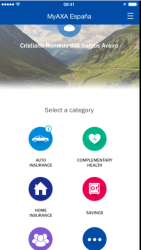 MyAXA España
Cristiano Ronaldo dos Santos Aveiro
Select a category
AUTO
INSURANCE
COMPLEMENTARY
HEALTH
HOME
INSURANCE
SAVINGS